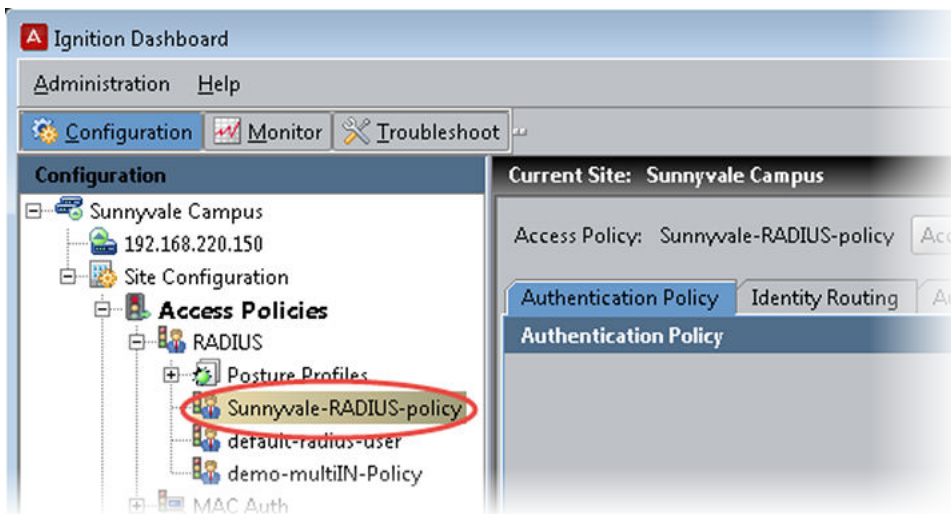 Ignition Dashboard
Administration Help
Configuration Monitor Troubleshoot
Configuration
Sunnyvale Campus
192.168.220.150
Site Configuration
Access Policies
RADIUS
Posture Profiles
Sunnyvale-RADIUS-policy
default-radius-user
demo-multiIN-Policy
MAC Auth
Current Site: Sunnyvale Campus
Access Policy: Sunnyvale-RADIUS-policy
Authentication Policy Identity Routing
Authentication Policy